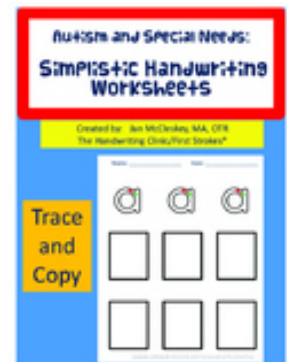 Autism and Special Needs:
Simplistic Handwriting
Worksheets
Created by: Jan McCloskey, MA, OTR
The Handwriting Clinic/First Strokes®
Name: Date:
a a a
Trace
and
Copy